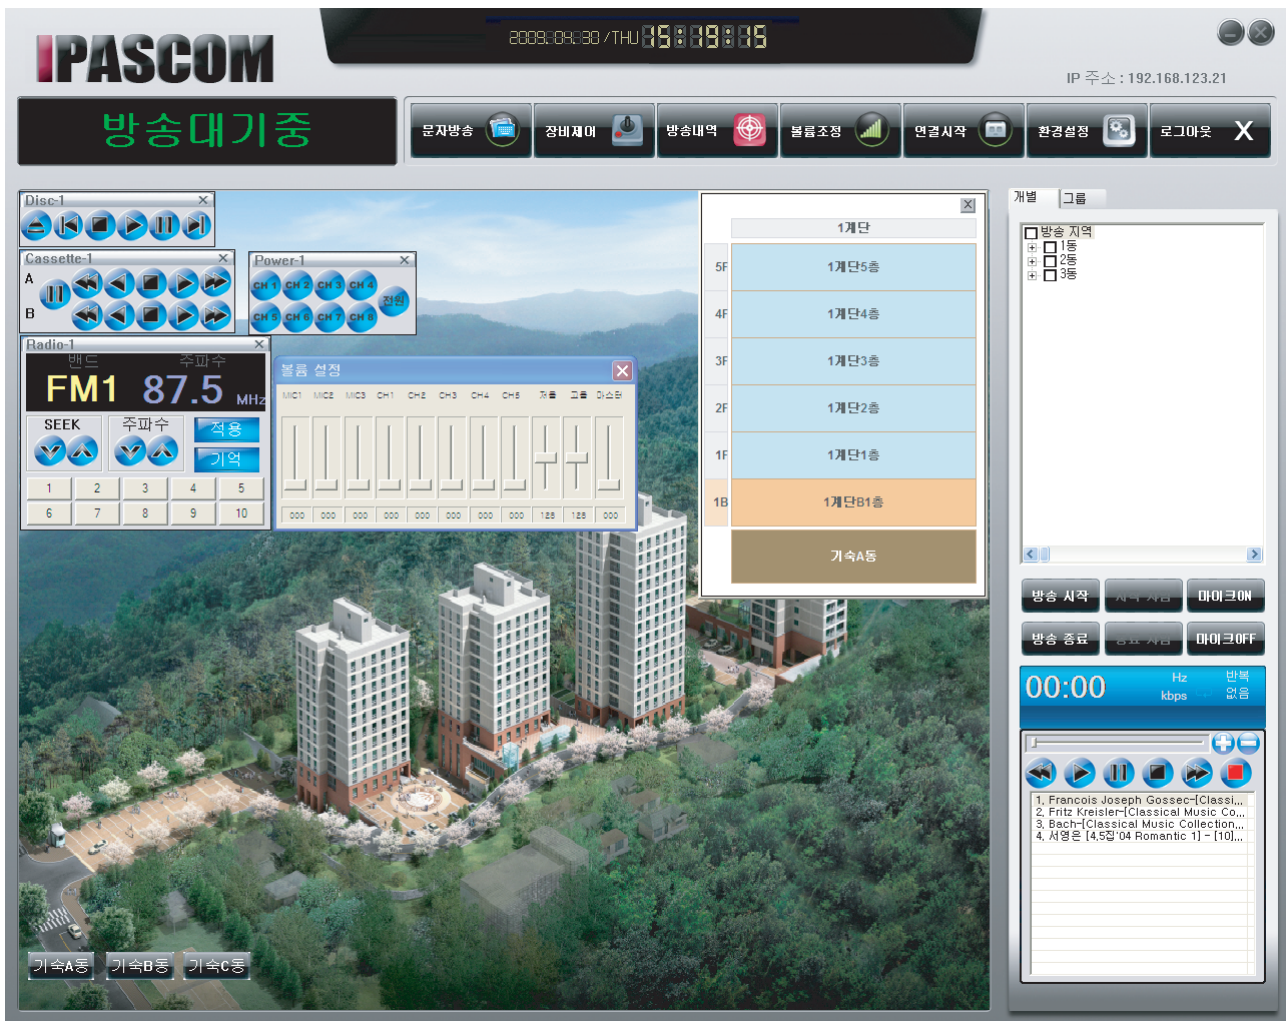 IPASCOM
2009.04.30 /THU 15:19:15
IP 주소 : 192.168.123.21
방송대기중
문자방송
장비제어
방송내역
볼륨조정
연결시작
환경설정
로그아웃 X
Disc-1
Cassette-1
A
B
Power-1
CH 1 CH 2 CH 3 CH 4
전원
CH 5 CH 6 CH 7 CH 8
Radio-1
밴드 주파수
FM1 87.5 MHz
SEEK 주파수 적용
기억
1 2 3 4 5
6 7 8 9 10
볼륨 설정
MIC1 MIC2 MIC3 CH1 CH2 CH3 CH4 CH5 저음 고음 마스터
000 000 000 000 000 000 000 000 128 128 000
1계단
5F 1계단5층
4F 1계단4층
3F 1계단3층
2F 1계단2층
1F 1계단1층
1B 1계단B1층
기숙A동
기숙A동 기숙B동 기숙C동
개별 그룹
방송 지역
1동
2동
3동
방송 시작 마이크ON
방송 종료 마이크OFF
00:00 Hz 반복
kbps 없음
1, Francois Joseph Gossec-[Classi,,,
2, Fritz Kreisler-[Classical Music Co,,,
3, Bach-[Classical Music Collection,,,
4, 서영은 [4,5집'04 Romantic 1] - [10],,,